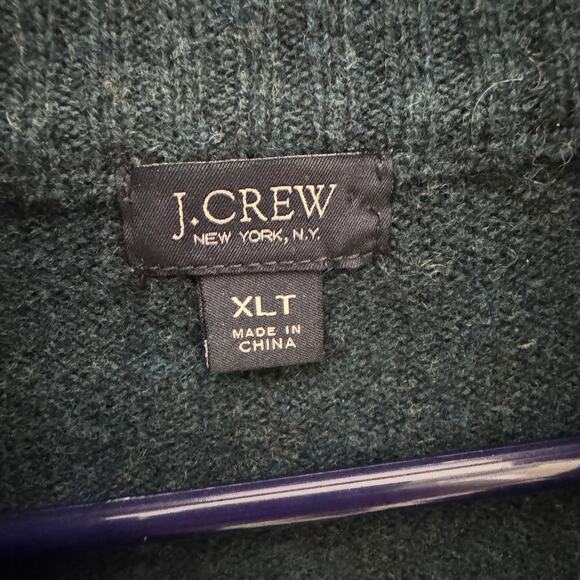 J.CREW
NEW YORK, N.Y.
XLT
MADE IN
CHINA